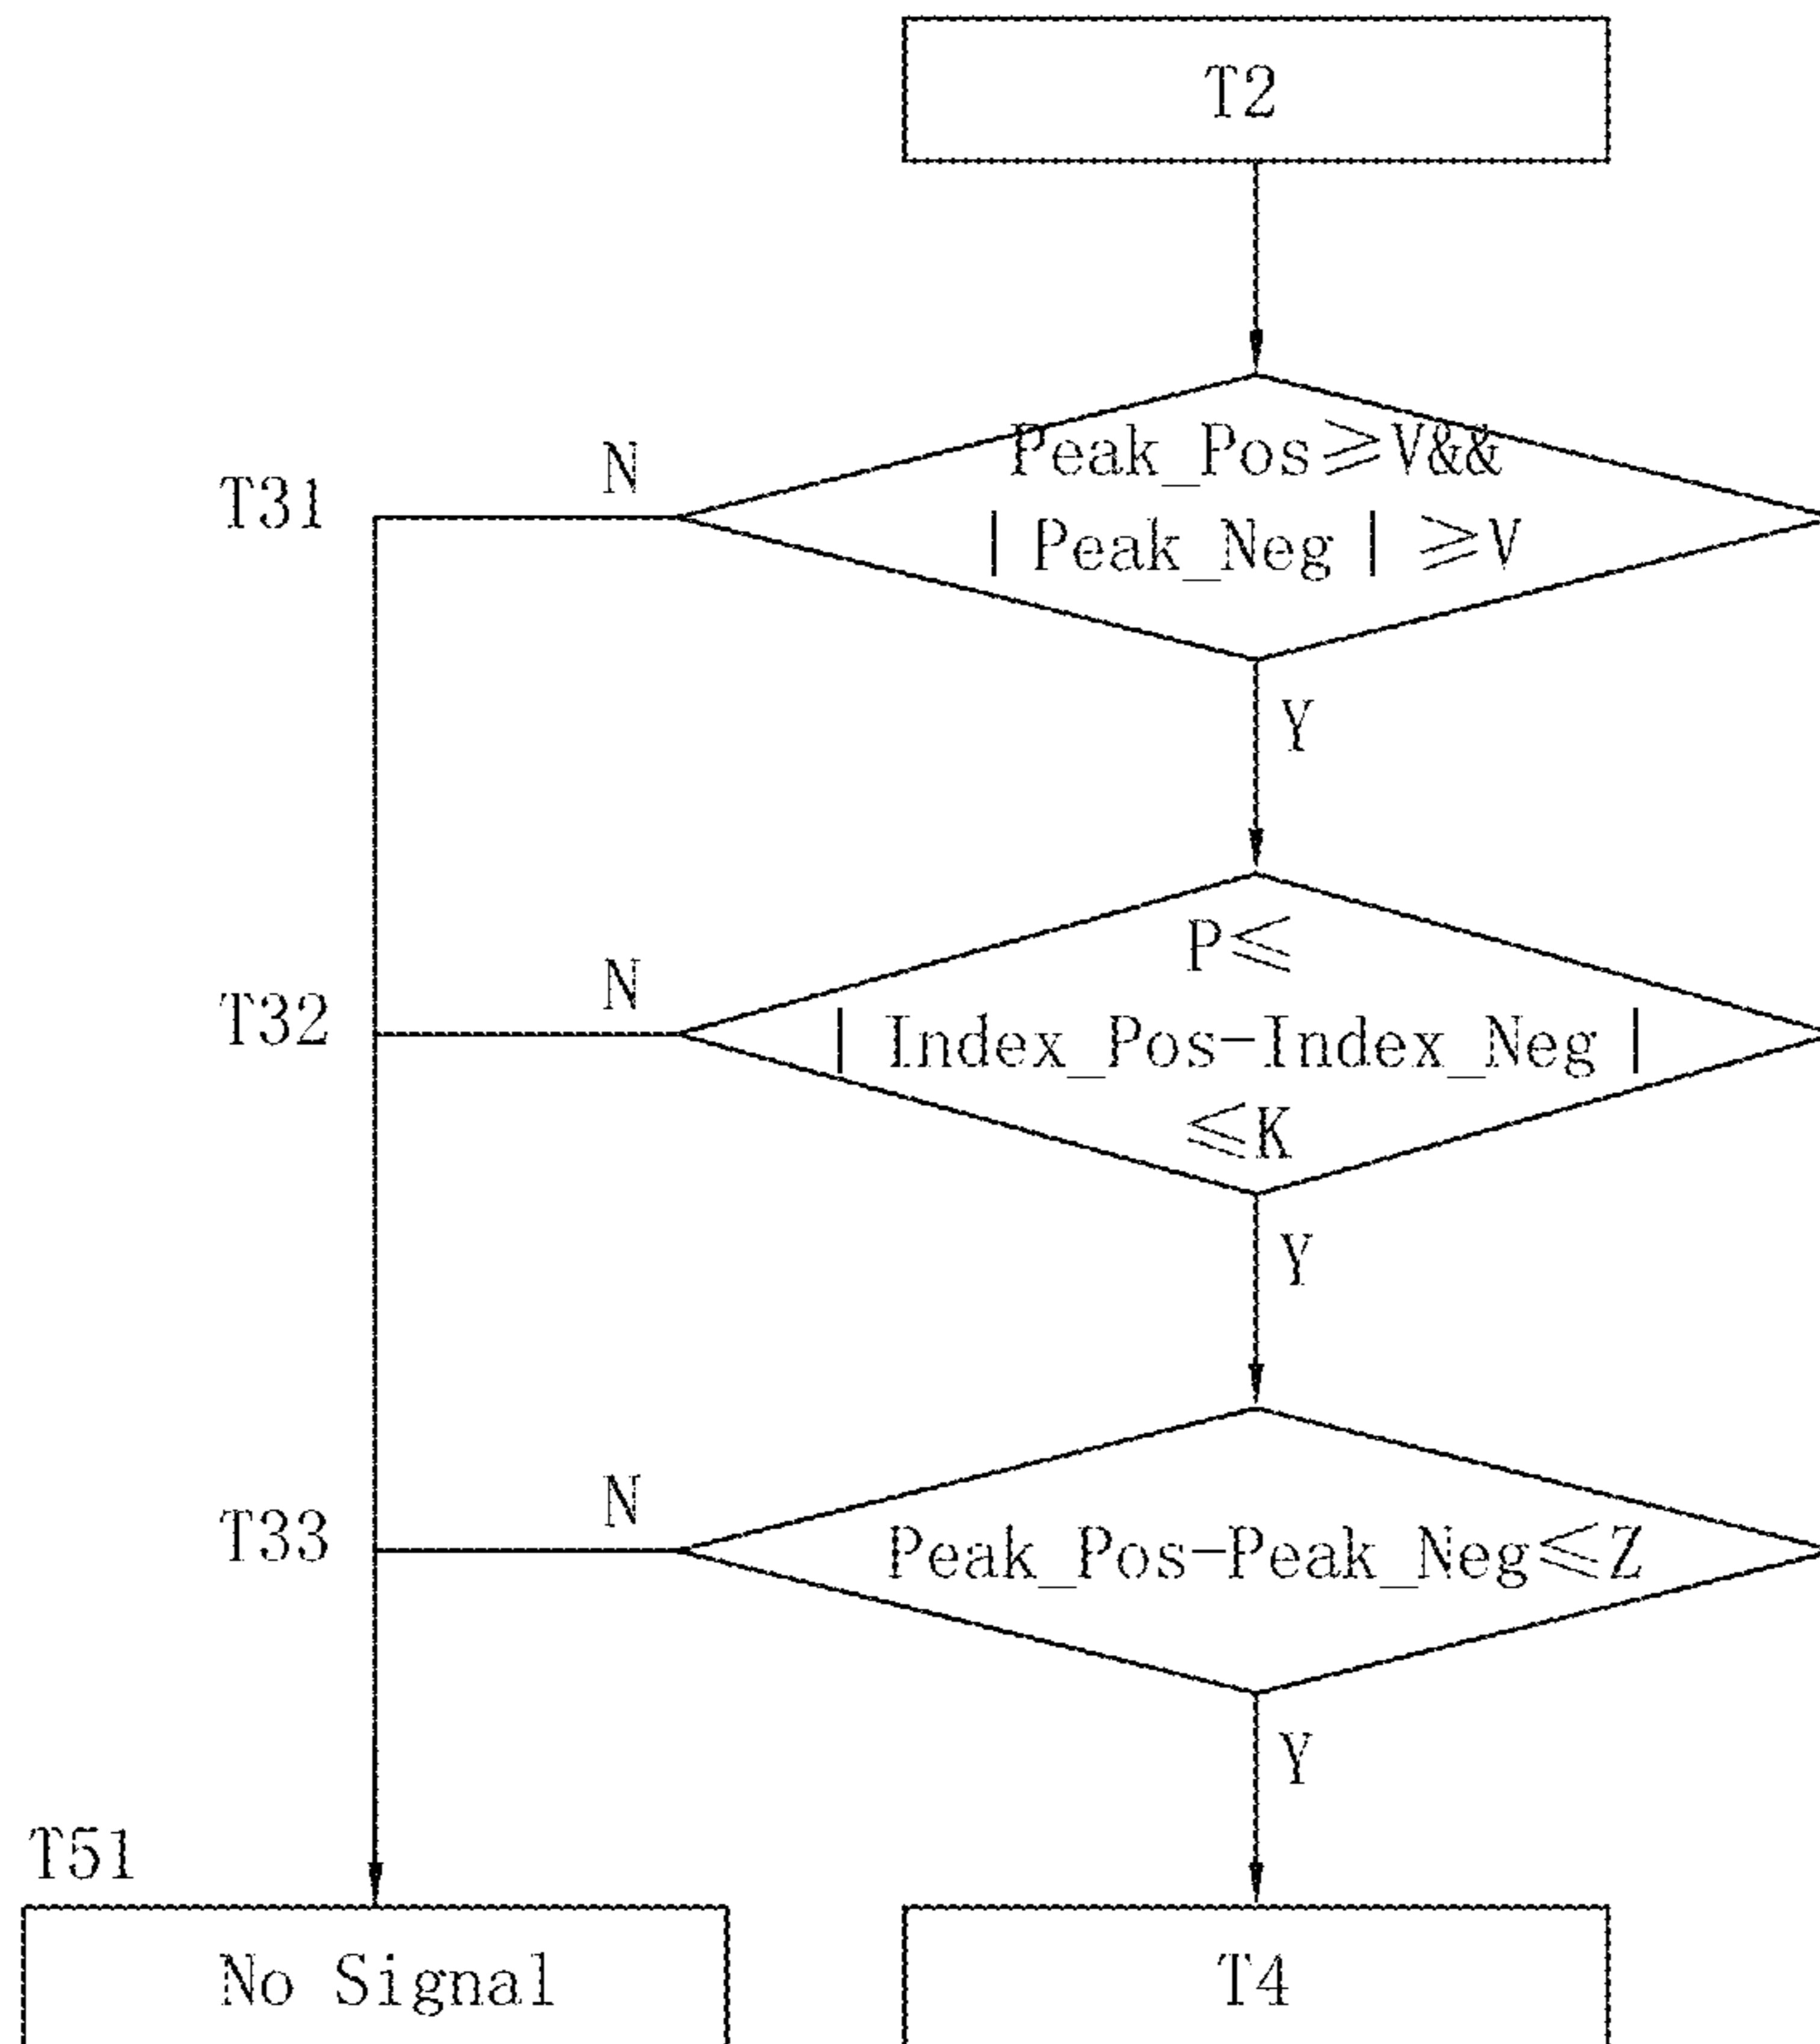 T2
Peak_Pos≥V&&
N
T31
| Peak_Neg | ≥V
Y
P≤
N
T32
| Index_Pos-Index_Neg |
≤K
Y
N
T33
Peak_Pos-Peak_Neg≤Z
Y
T51
No Signal
T4